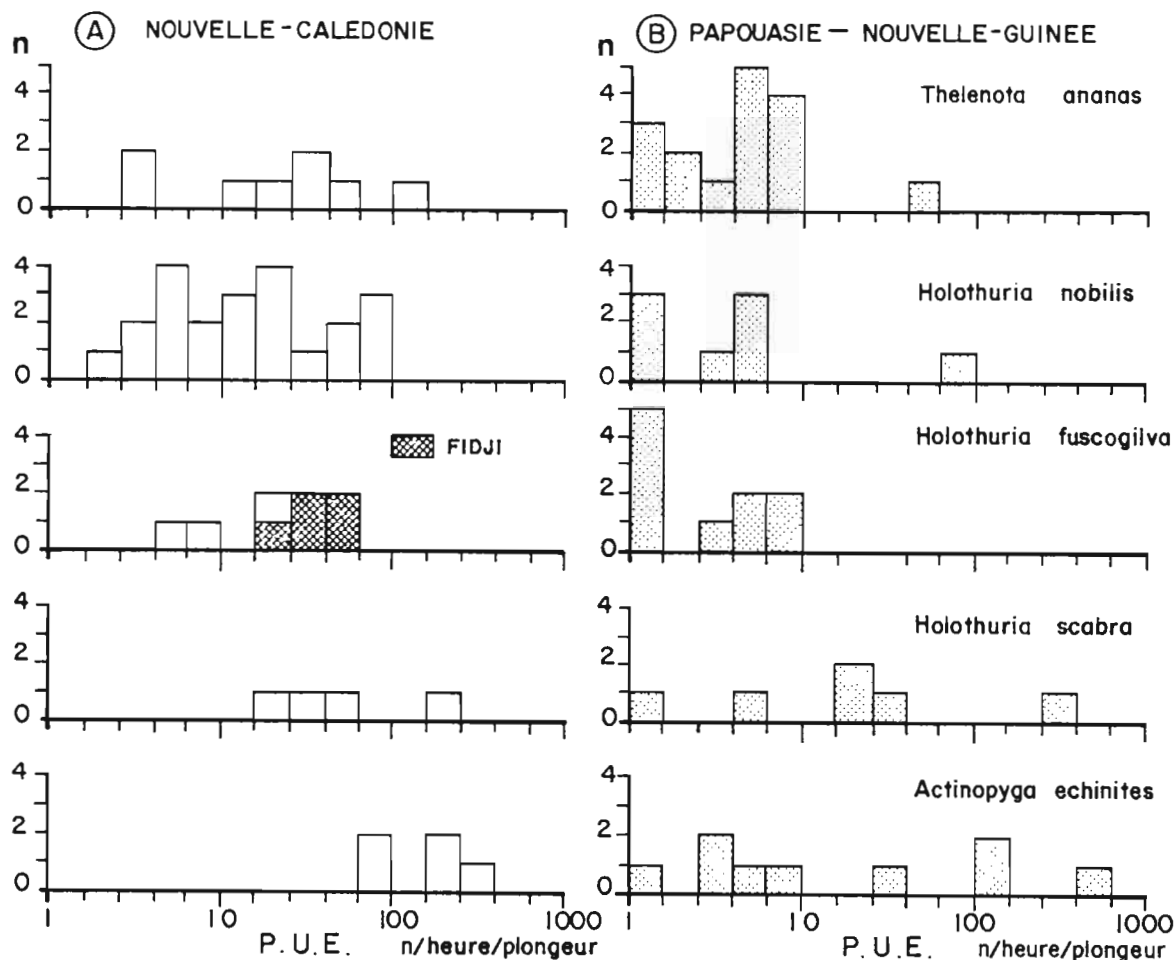 A NOUVELLE-CALEDONIE
B PAPOUASIE - NOUVELLE-GUINEE
n
n
4
2
0
4
2
0
Thelenota ananas
4
2
0
4
2
0
Holothuria nobilis
4
2
0
FIDJI
4
2
0
Holothuria fuscogilva
4
2
0
4
2
0
Holothuria scabra
4
2
0
4
2
0
Actinopyga echinites
1 10 100 1000
1 10 100 1000
P.U.E. n/heure/plongeur
P.U.E. n/heure/plongeur